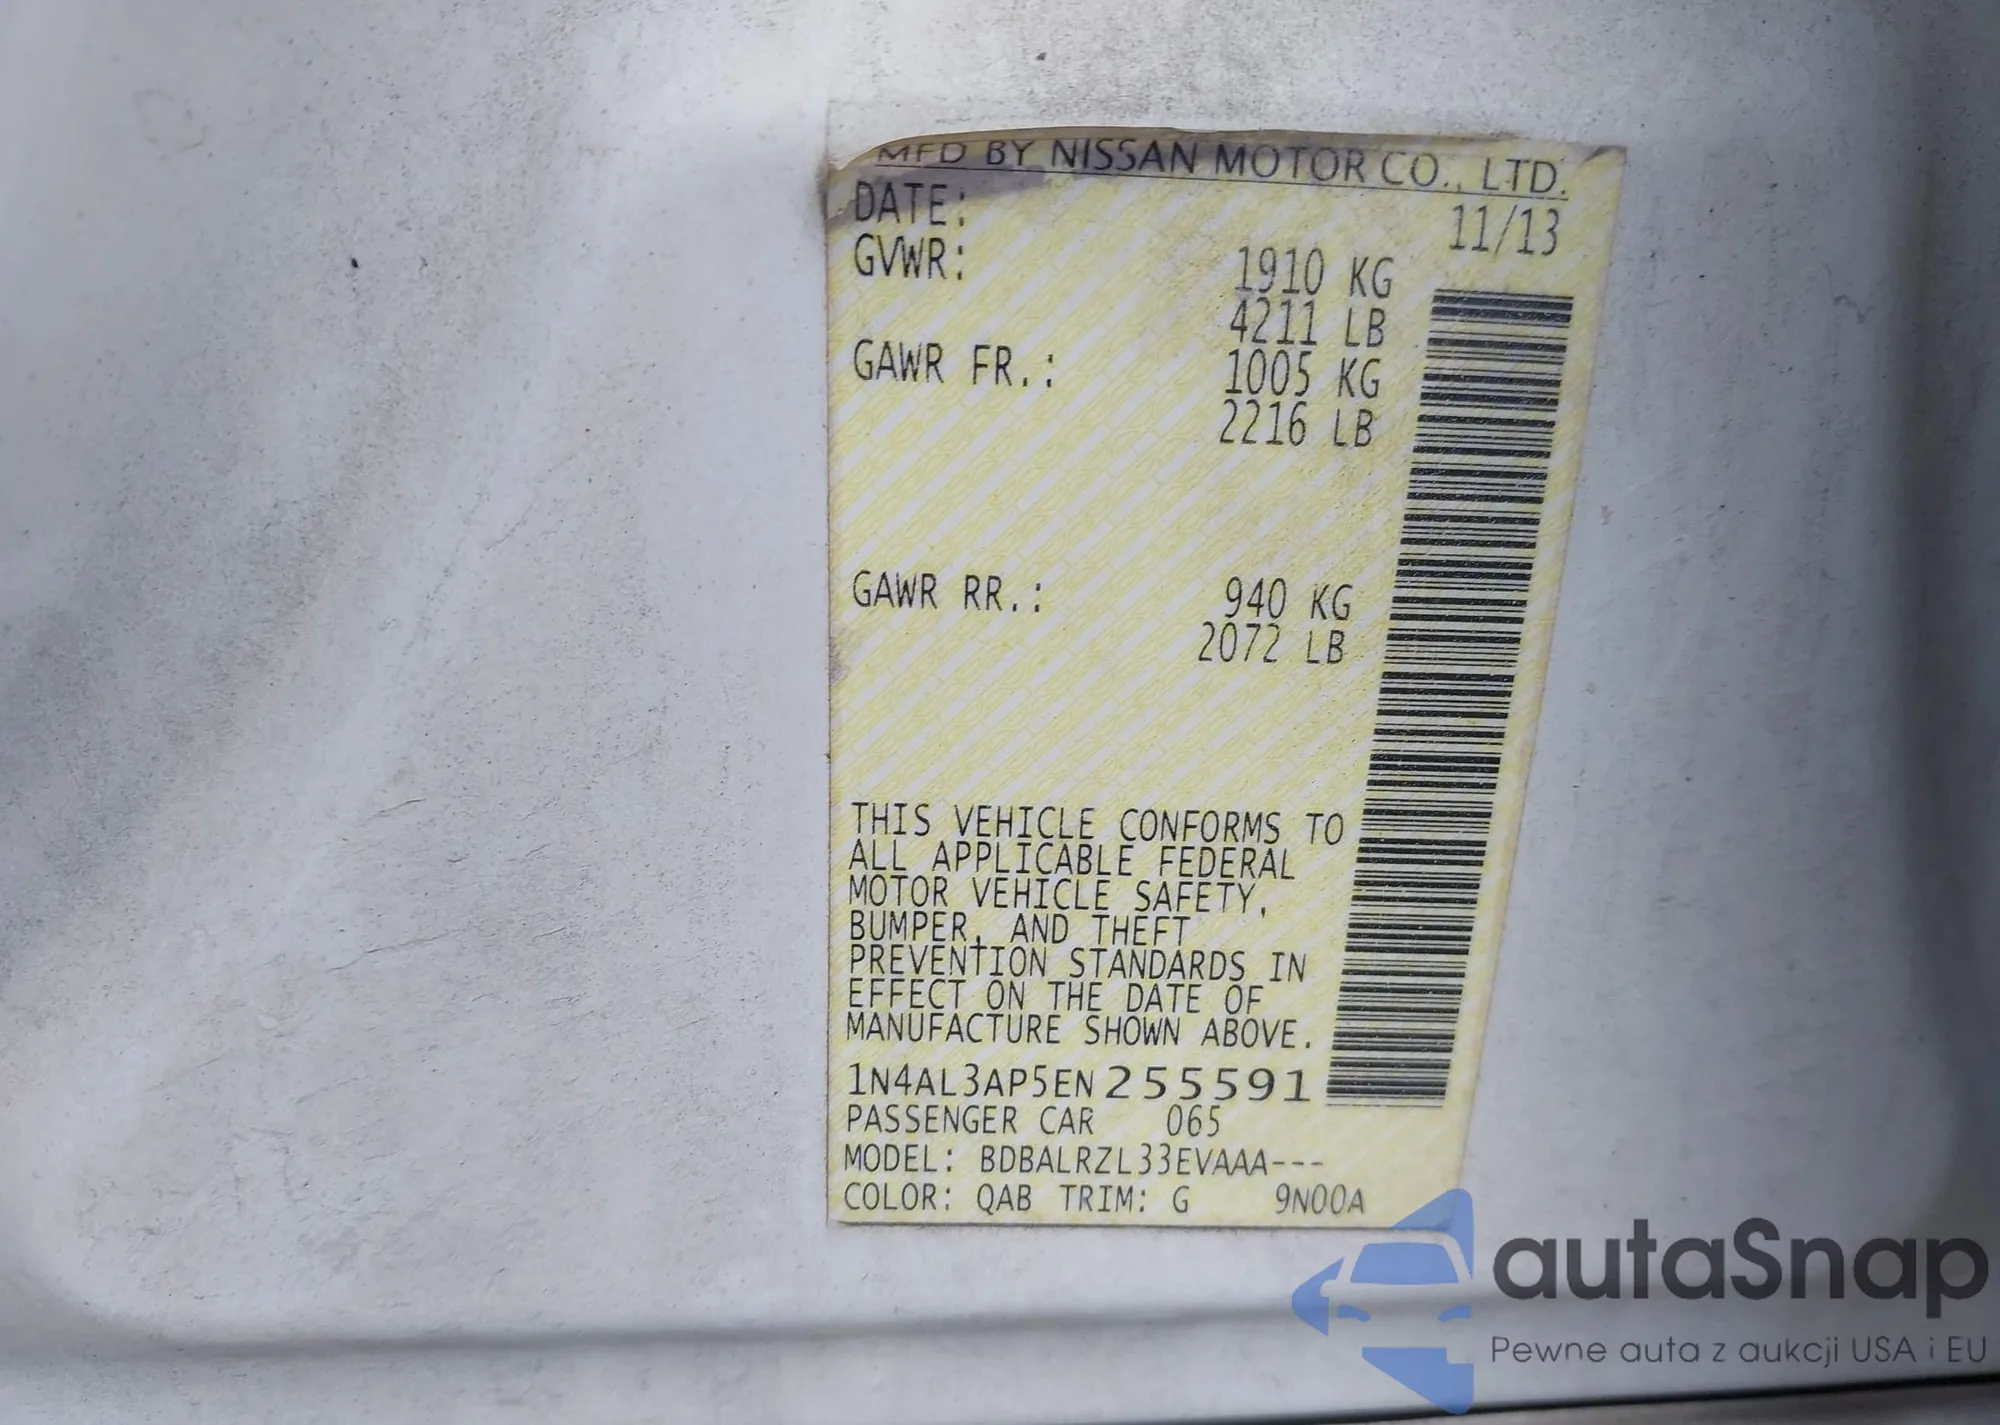 MFD BY NISSAN MOTOR CO., LTD.
DATE: 11/13
GVWR: 1910 KG
4211 LB
GAWR FR.: 1005 KG
2216 LB
GAWR RR.: 940 KG
2072 LB
THIS VEHICLE CONFORMS TO
ALL APPLICABLE FEDERAL
MOTOR VEHICLE SAFETY,
BUMPER, AND THEFT
PREVENTION STANDARDS IN
EFFECT ON THE DATE OF
MANUFACTURE SHOWN ABOVE.
1N4AL3AP5EN255591
PASSENGER CAR 065
MODEL: BDBALRZL33EVAAA---
COLOR: QAB TRIM: G 9N00A
autaSnap
Pewne auta z aukcji USA i EU